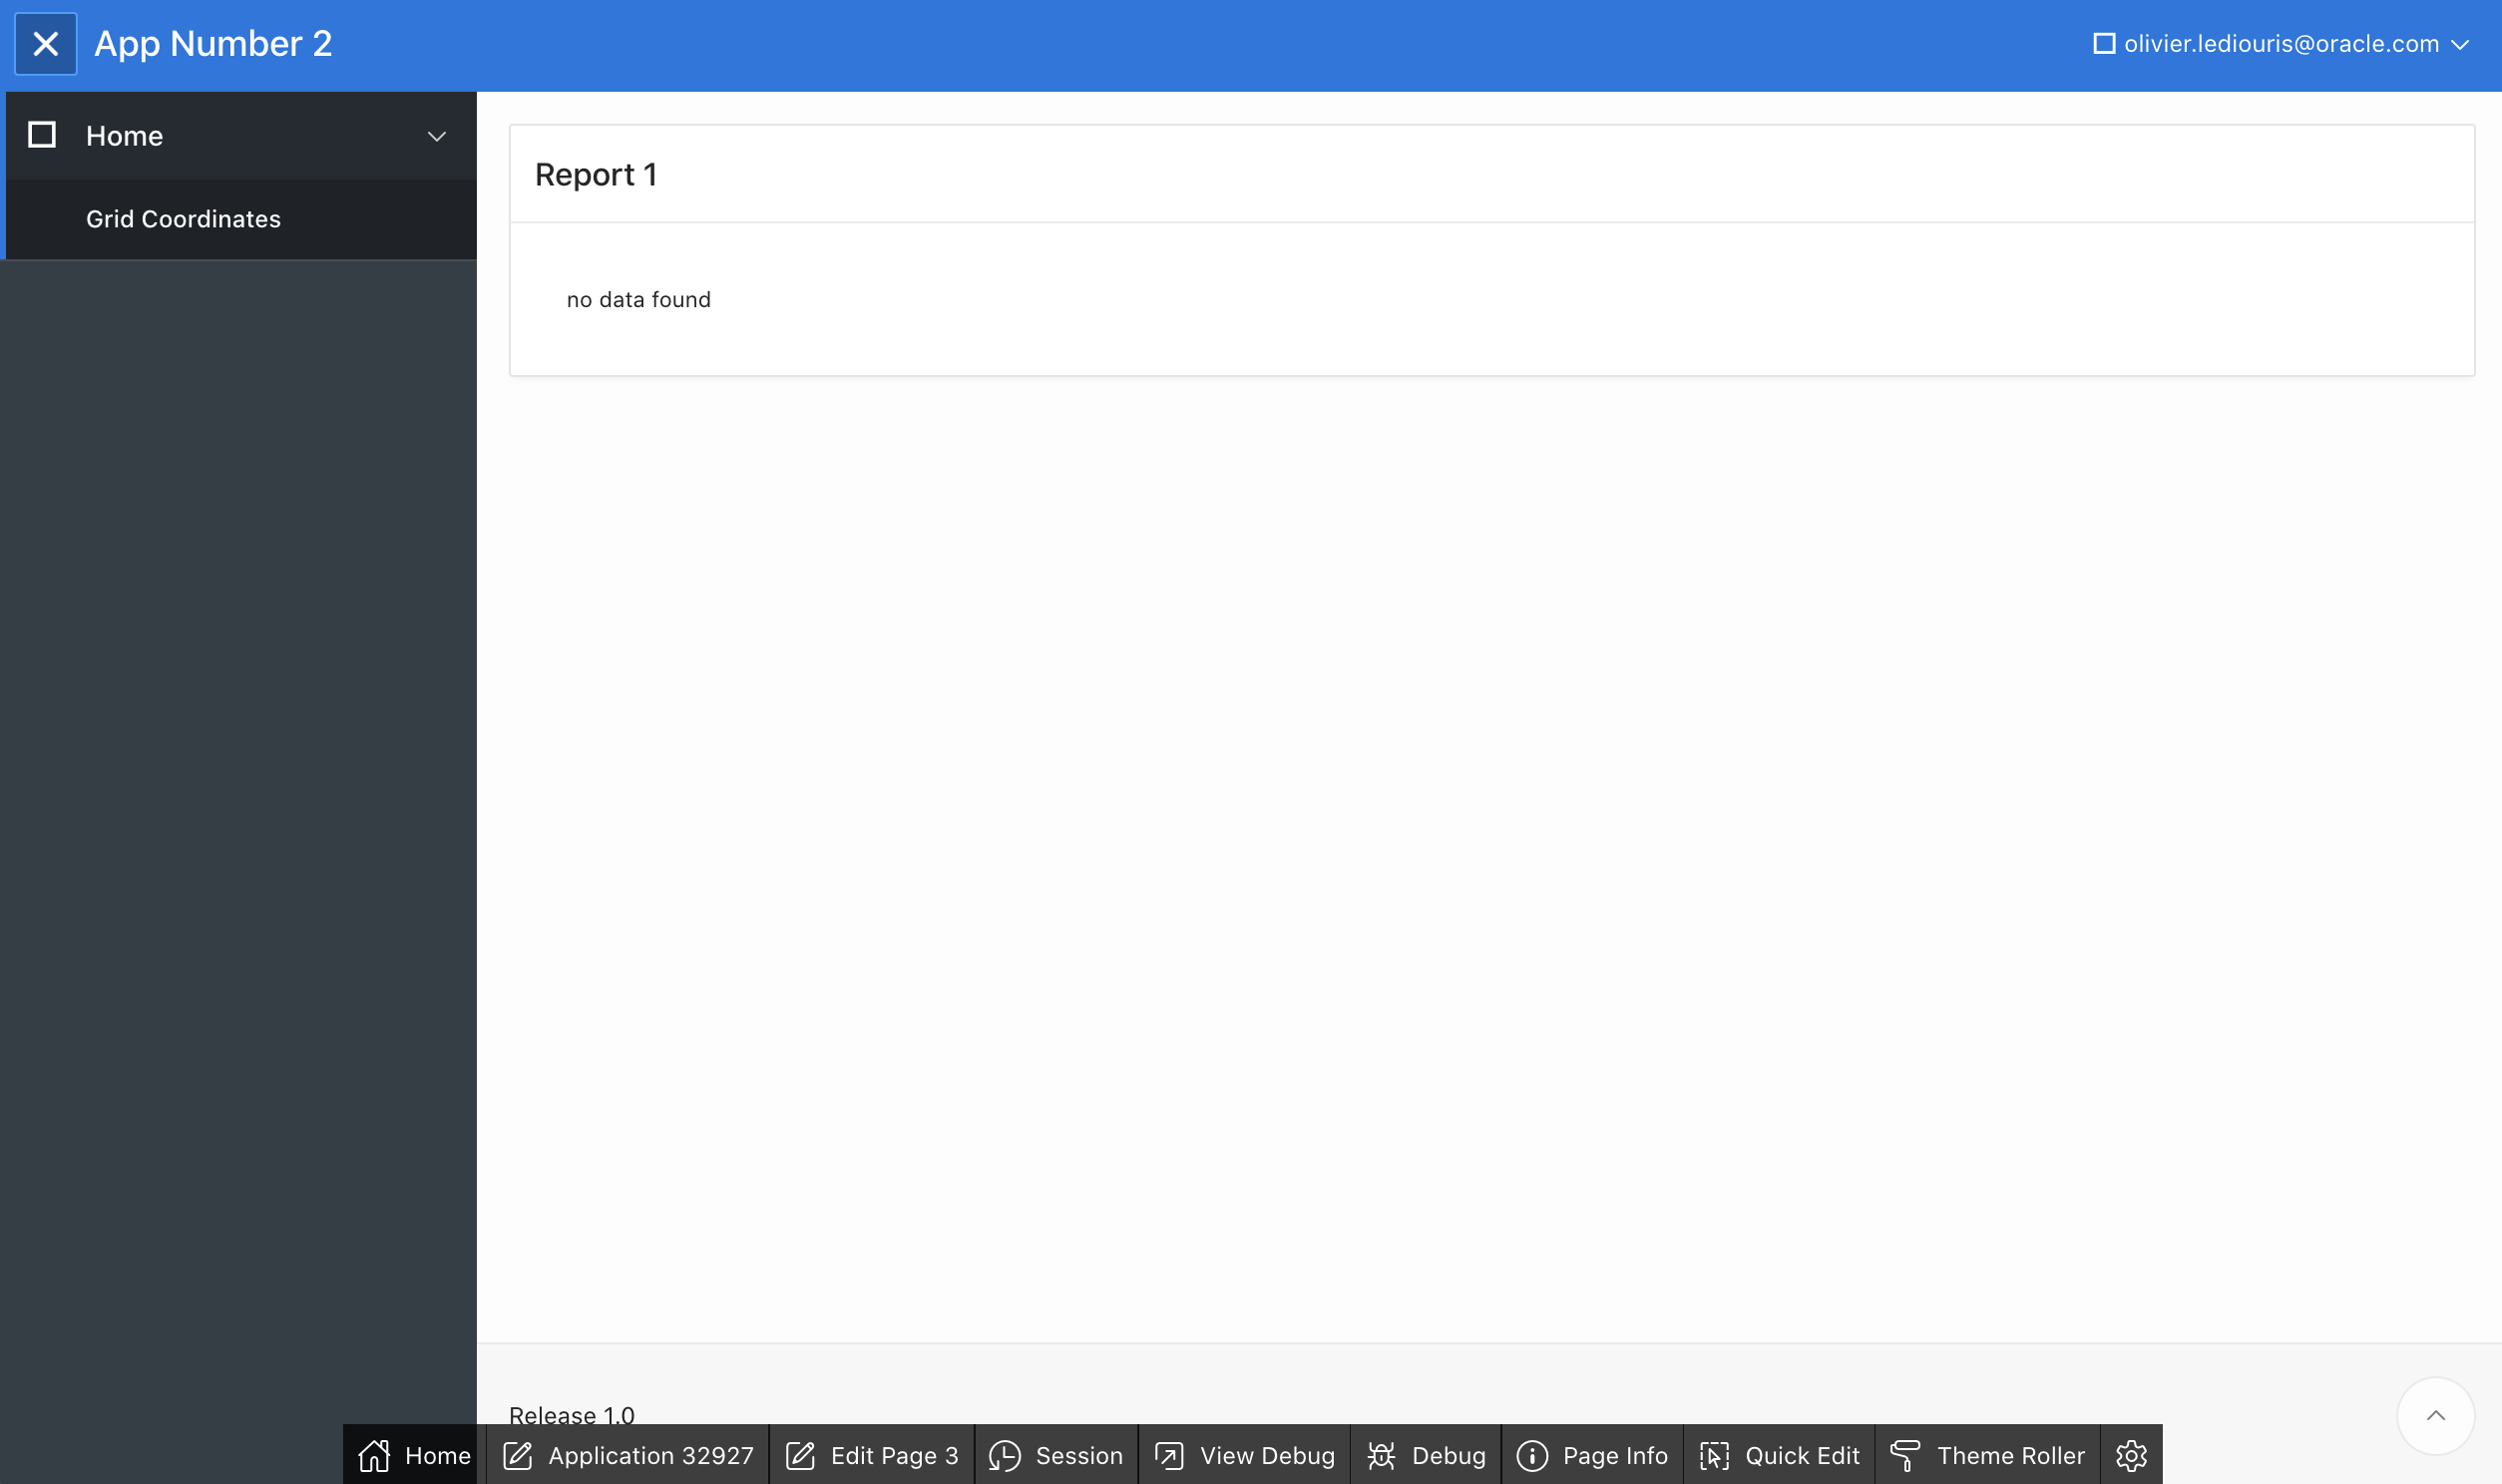 App Number 2
olivier.lediouris@oracle.com
Home
Grid Coordinates
Report 1
no data found
Release 1.0
Home
Application 32927
Edit Page 3
Session
View Debug
Debug
Page Info
Quick Edit
Theme Roller